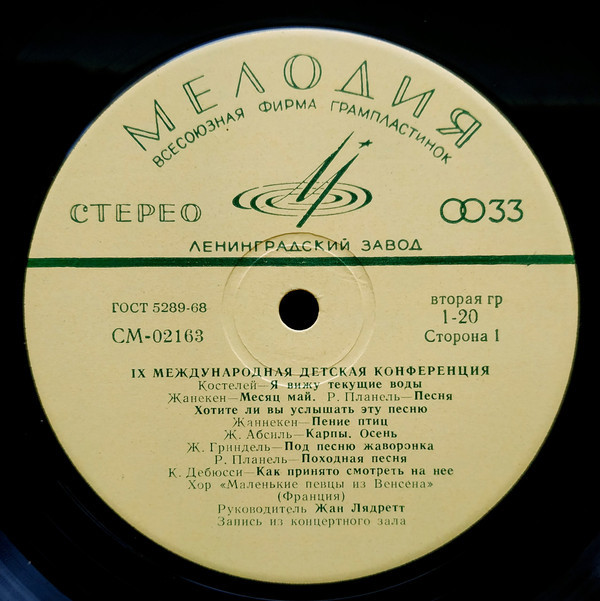 МЕЛОДИЯ
ВСЕСОЮЗНАЯ ФИРМА ГРАМПЛАСТИНОК
СТЕРЕО
33
ЛЕНИНГРАДСКИЙ ЗАВОД
ГОСТ 5289-68
СМ-02163
вторая гр
1-20
Сторона 1
IX МЕЖДУНАРОДНАЯ ДЕТСКАЯ КОНФЕРЕНЦИЯ
Костелей—Я вижу текущие воды
Жанекен—Месяц май. Р. Планель—Песня
Хотите ли вы услышать эту песню
Жаннекен—Пение птиц
Ж. Абсиль—Карпы. Осень
Ж. Гриндель—Под песню жаворонка
Р. Планель—Походная песня
К. Дебюсси—Как принято смотреть на нее
Хор «Маленькие певцы из Венсена»
(Франция)
Руководитель Жан Лядретт
Запись из концертного зала